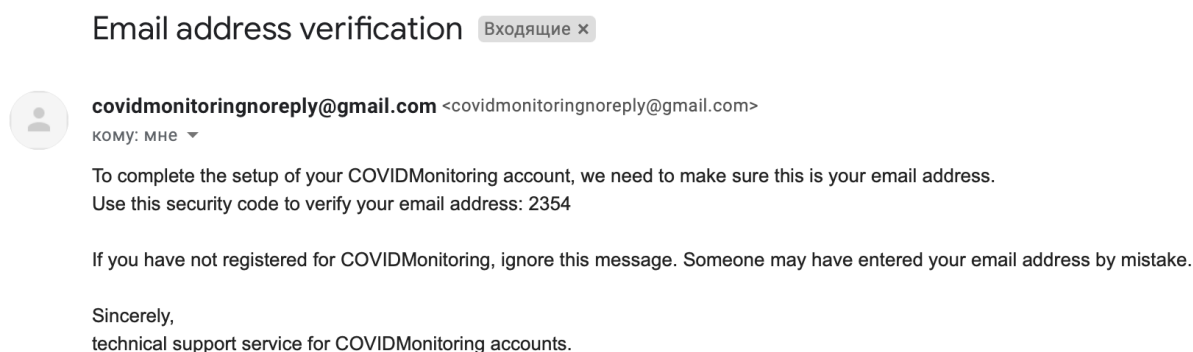 Email address verification Входящие ×
covidmonitoringnoreply@gmail.com <covidmonitoringnoreply@gmail.com>
кому: мне
To complete the setup of your COVIDMonitoring account, we need to make sure this is your email address.
Use this security code to verify your email address: 2354
If you have not registered for COVIDMonitoring, ignore this message. Someone may have entered your email address by mistake.
Sincerely,
technical support service for COVIDMonitoring accounts.